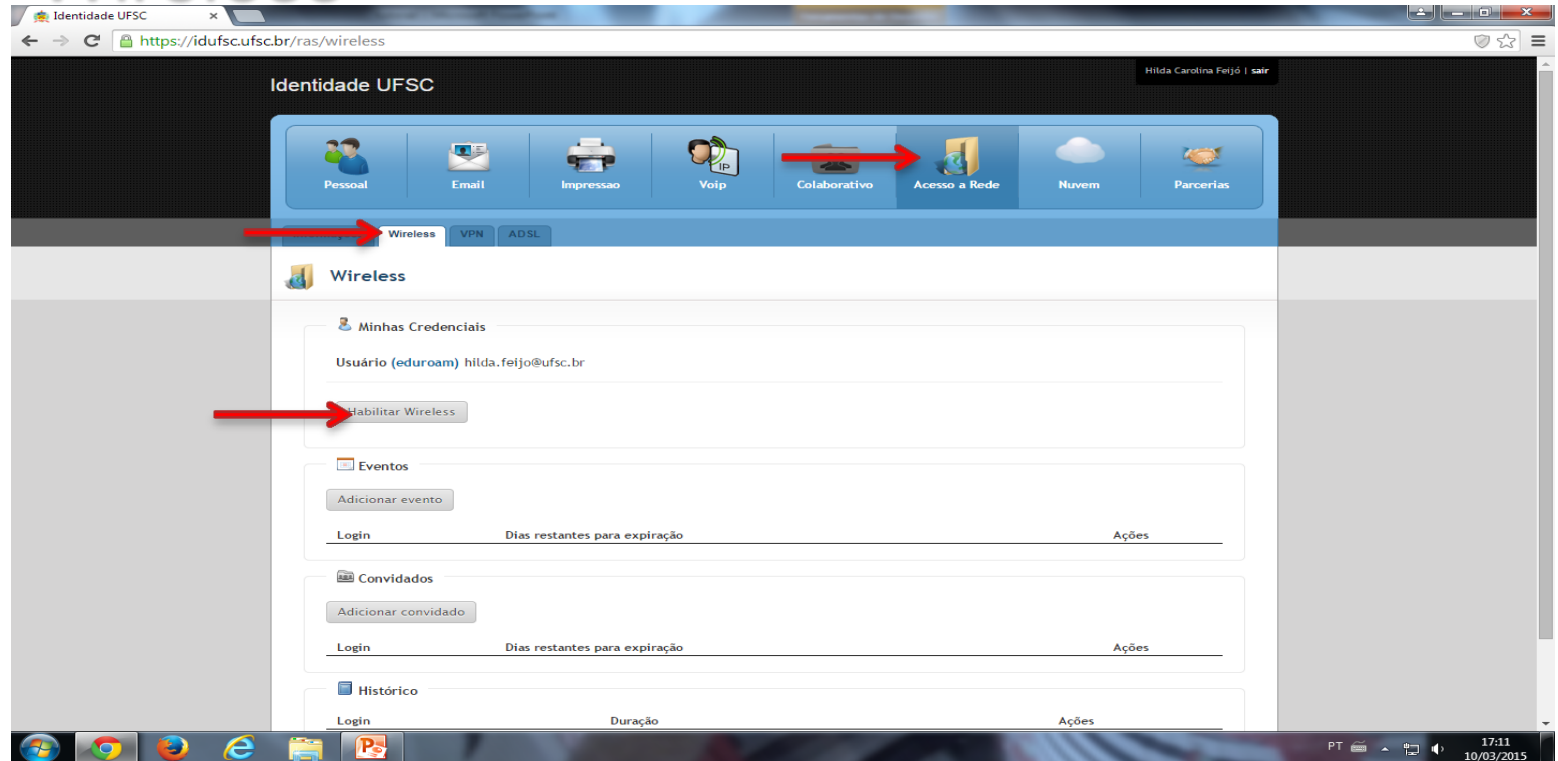 Identidade UFSC
https://idufsc.ufsc.br/ras/wireless
Identidade UFSC
Hilda Carolina Feijó | sair
Pessoal
Email
Impressao
IP
Voip
Colaborativo
Acesso a Rede
Nuvem
Parcerias
Wireless
VPN
ADSL
Wireless
Minhas Credenciais
Usuário (eduroam) hilda.feijo@ufsc.br
Habilitar Wireless
Eventos
Adicionar evento
Login Dias restantes para expiração Ações
Convidados
Adicionar convidado
Login Dias restantes para expiração Ações
Histórico
Login Duração Ações
PT
17:11
10/03/2015